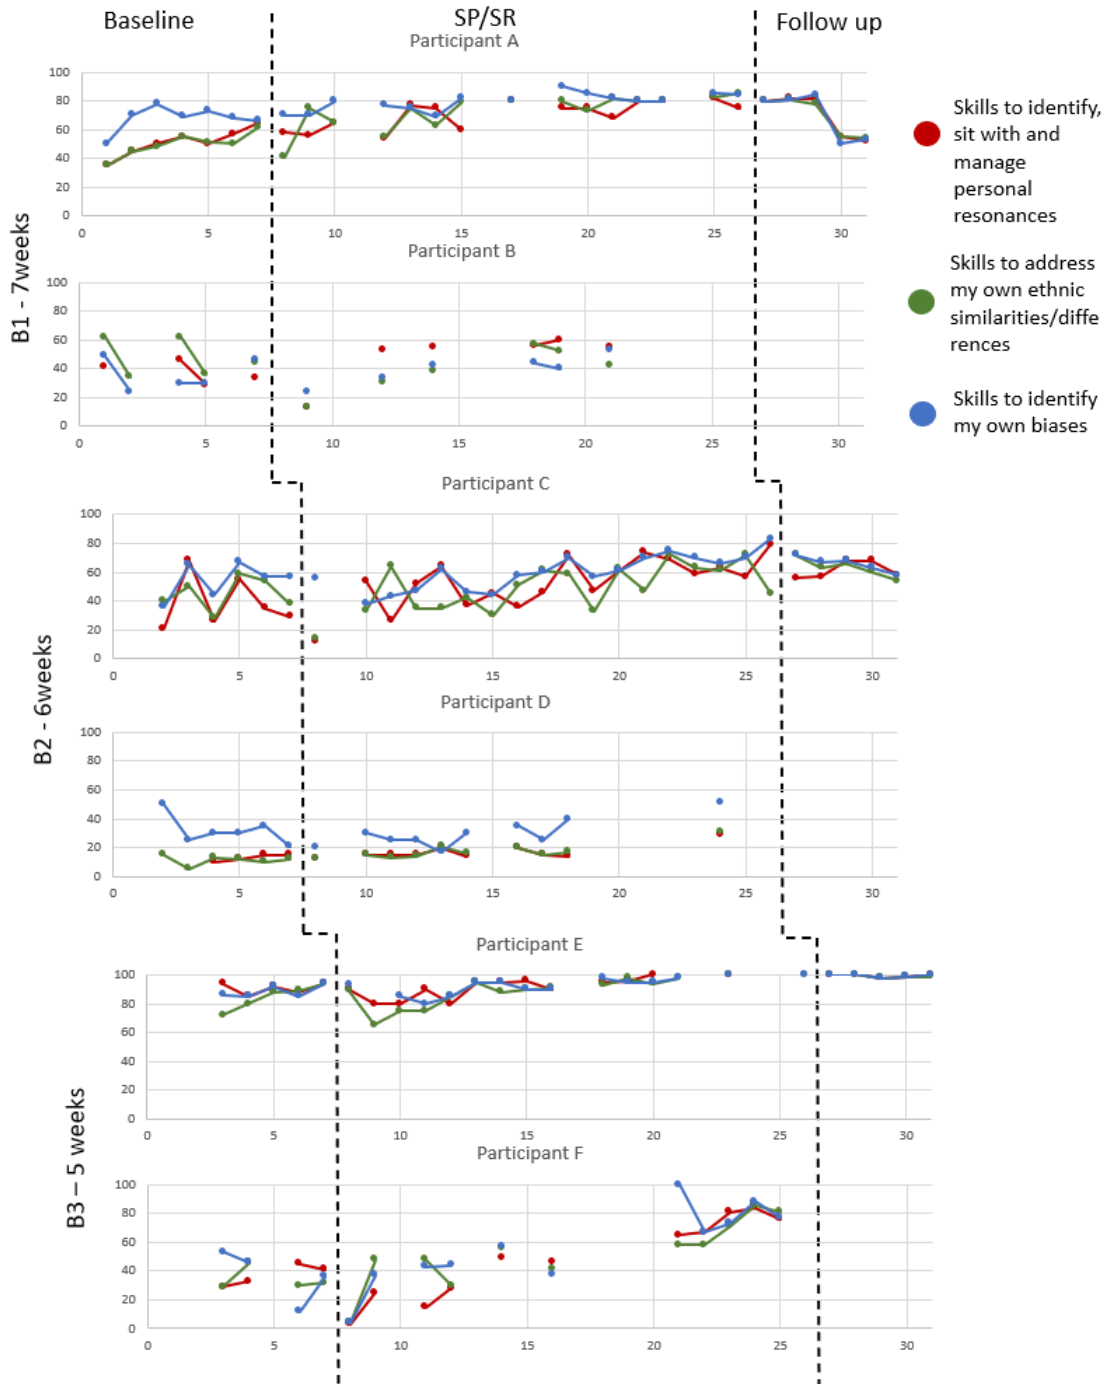 Baseline
SP/SR
Follow up
Participant A
100
80
60
40
20
0
0 5 10 15 20 25 30
Skills to identify,
sit with and
manage
personal
resonances
Skills to address
my own ethnic
similarities/diffe
rences
Skills to identify
my own biases
B1 - 7weeks
Participant B
100
80
60
40
20
0
0 5 10 15 20 25 30
B2 - 6weeks
Participant C
100
80
60
40
20
0
0 5 10 15 20 25 30
Participant D
100
80
60
40
20
0
0 5 10 15 20 25 30
B3 – 5 weeks
Participant E
100
80
60
40
20
0
0 5 10 15 20 25 30
Participant F
100
80
60
40
20
0
0 5 10 15 20 25 30